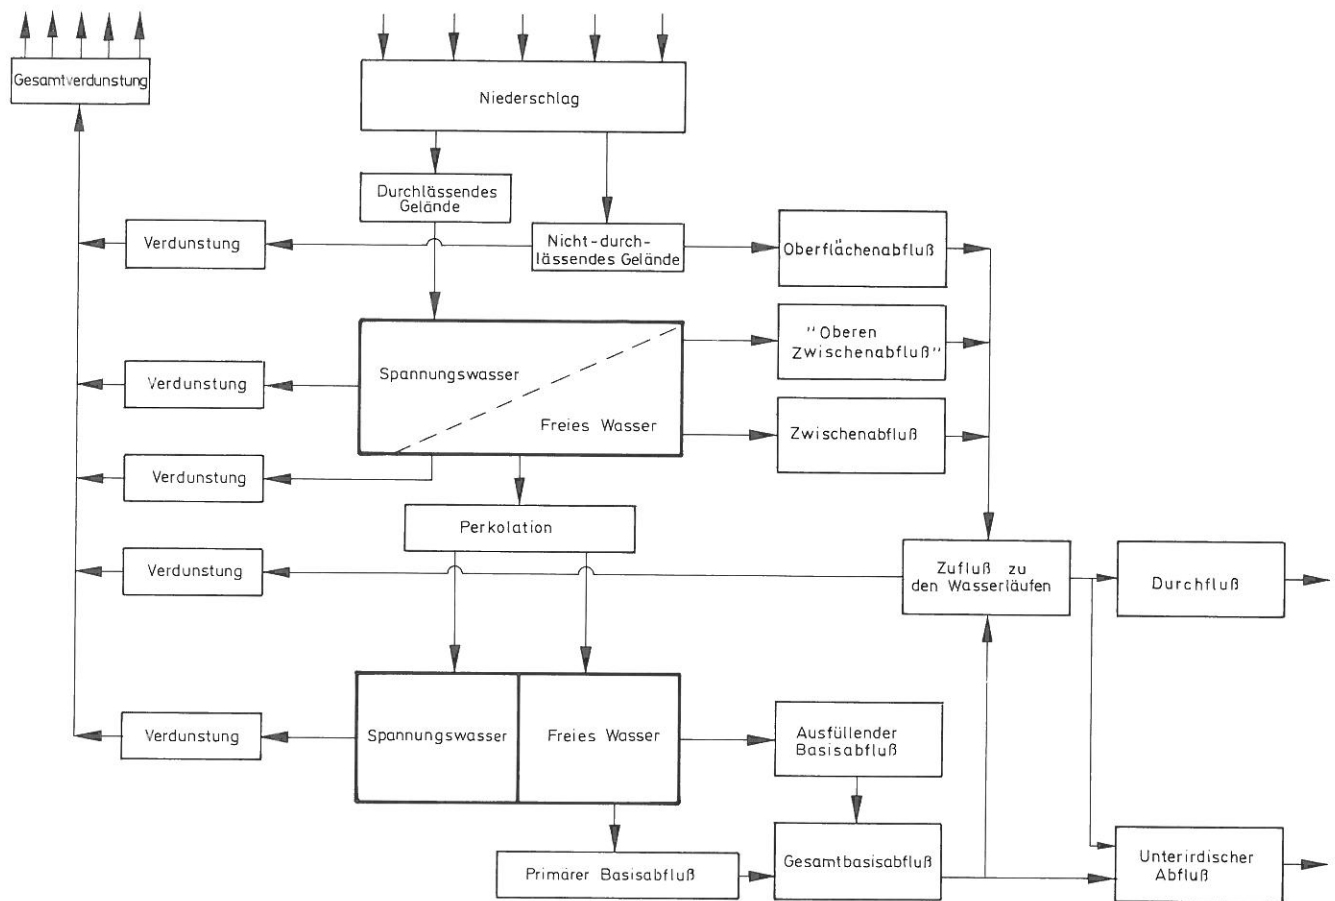 Gesamtverdunstung
Niederschlag
Durchlässendes
Gelände
Verdunstung
Nicht-durch-
lässendes Gelände
Oberflächenabfluß
"Oberen
Zwischenabfluß"
Spannungswasser
Verdunstung
Freies Wasser
Zwischenabfluß
Verdunstung
Perkolation
Verdunstung
Zufluß zu
den Wasserläufen
Durchfluß
Verdunstung
Spannungswasser
Freies Wasser
Ausfüllender
Basisabfluß
Primärer Basisabfluß
Gesamtbasisabfluß
Unterirdischer
Abfluß